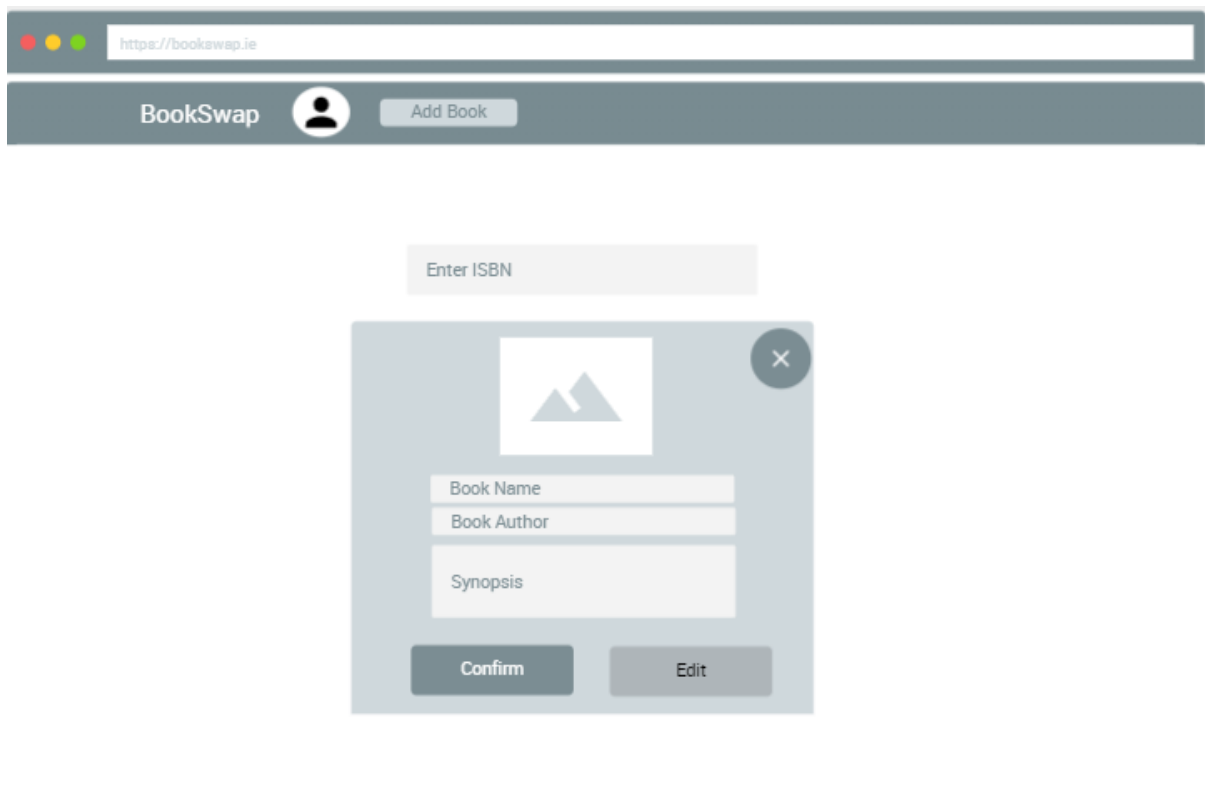 https://bookswap.ie
BookSwap
Add Book
Enter ISBN
Book Name
Book Author
Synopsis
Confirm
Edit